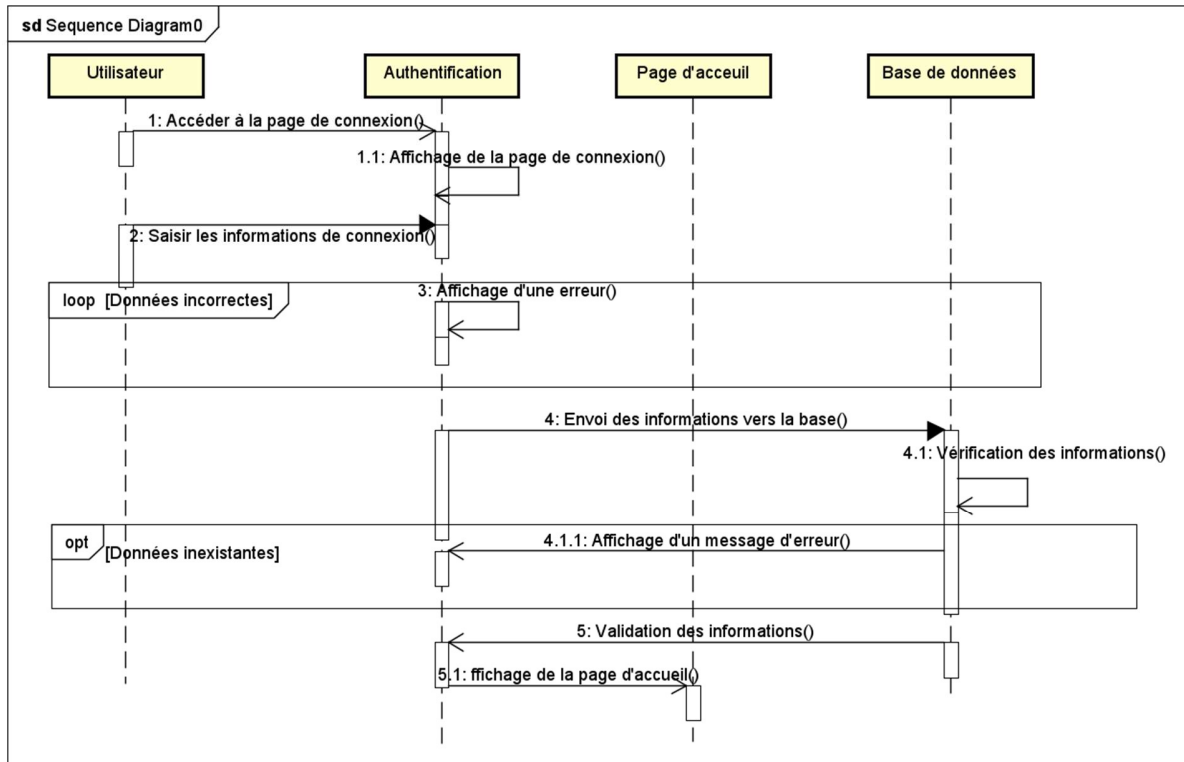 sd Sequence Diagram0
Utilisateur
Authentification
Page d'acceuil
Base de données
1: Accéder à la page de connexion()
1.1: Affichage de la page de connexion()
2: Saisir les informations de connexion()
loop [Données incorrectes]
3: Affichage d'une erreur()
4: Envoi des informations vers la base()
4.1: Vérification des informations()
opt
[Données inexistantes]
4.1.1: Affichage d'un message d'erreur()
5: Validation des informations()
5.1: ffichage de la page d'accueil()